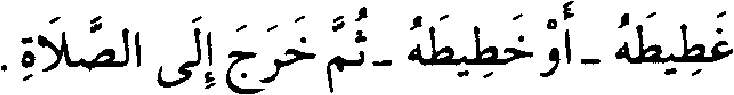 غَطِيطَهُ ـ أَوْ خَطِيطَهُ ـ ثُمَّ خَرَجَ إِلَى الصَّلَاةِ .